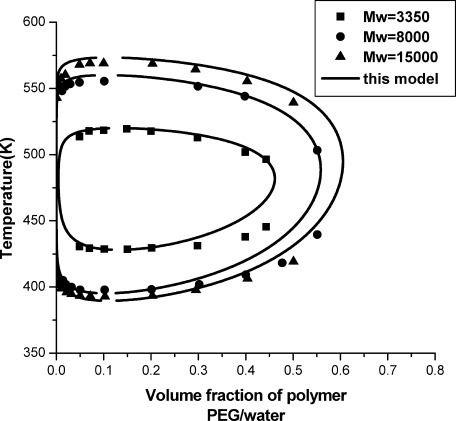 Mw=3350
Mw=8000
Mw=15000
this model
600
550
500
450
400
350
Temperature(K)
0.0 0.1 0.2 0.3 0.4 0.5 0.6 0.7 0.8
Volume fraction of polymer
PEG/water